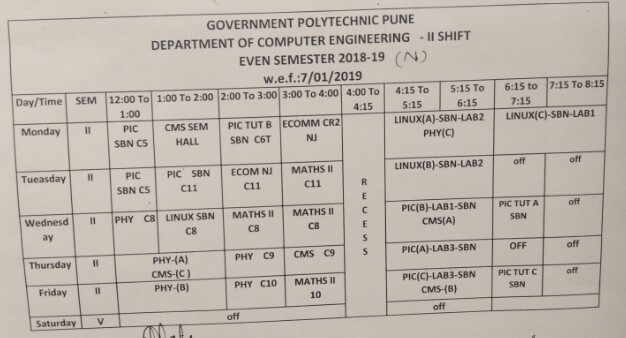 GOVERNMENT POLYTECHNIC PUNE
DEPARTMENT OF COMPUTER ENGINEERING - II SHIFT
EVEN SEMESTER 2018-19 (N)
w.e.f.:7/01/2019
Day/Time SEM 12:00 To 1:00 1:00 To 2:00 2:00 To 3:00 3:00 To 4:00 4:00 To 4:15 4:15 To 5:15 5:15 To 6:15 6:15 to 7:15 7:15 To 8:15
Monday II PIC SBN C5 CMS SEM HALL PIC TUT B SBN C6T ECOMM CR2 NJ LINUX(A)-SBN-LAB2 PHY(C) LINUX(C)-SBN-LAB1
Tueasday II PIC SBN C5 PIC SBN C11 ECOM NJ C11 MATHS II C11 LINUX(B)-SBN-LAB2 off off
RECESS
Wednesd ay II PHY C8 LINUX SBN C8 MATHS II C8 MATHS II C8 PIC(B)-LAB1-SBN CMS(A) PIC TUT A SBN off
Thursday II PHY-(A) CMS-(C ) PHY C9 CMS C9 PIC(A)-LAB3-SBN OFF off
Friday II PHY-(B) PHY C10 MATHS II 10 PIC(C)-LAB3-SBN CMS-(B) PIC TUT C SBN off
Saturday V off off